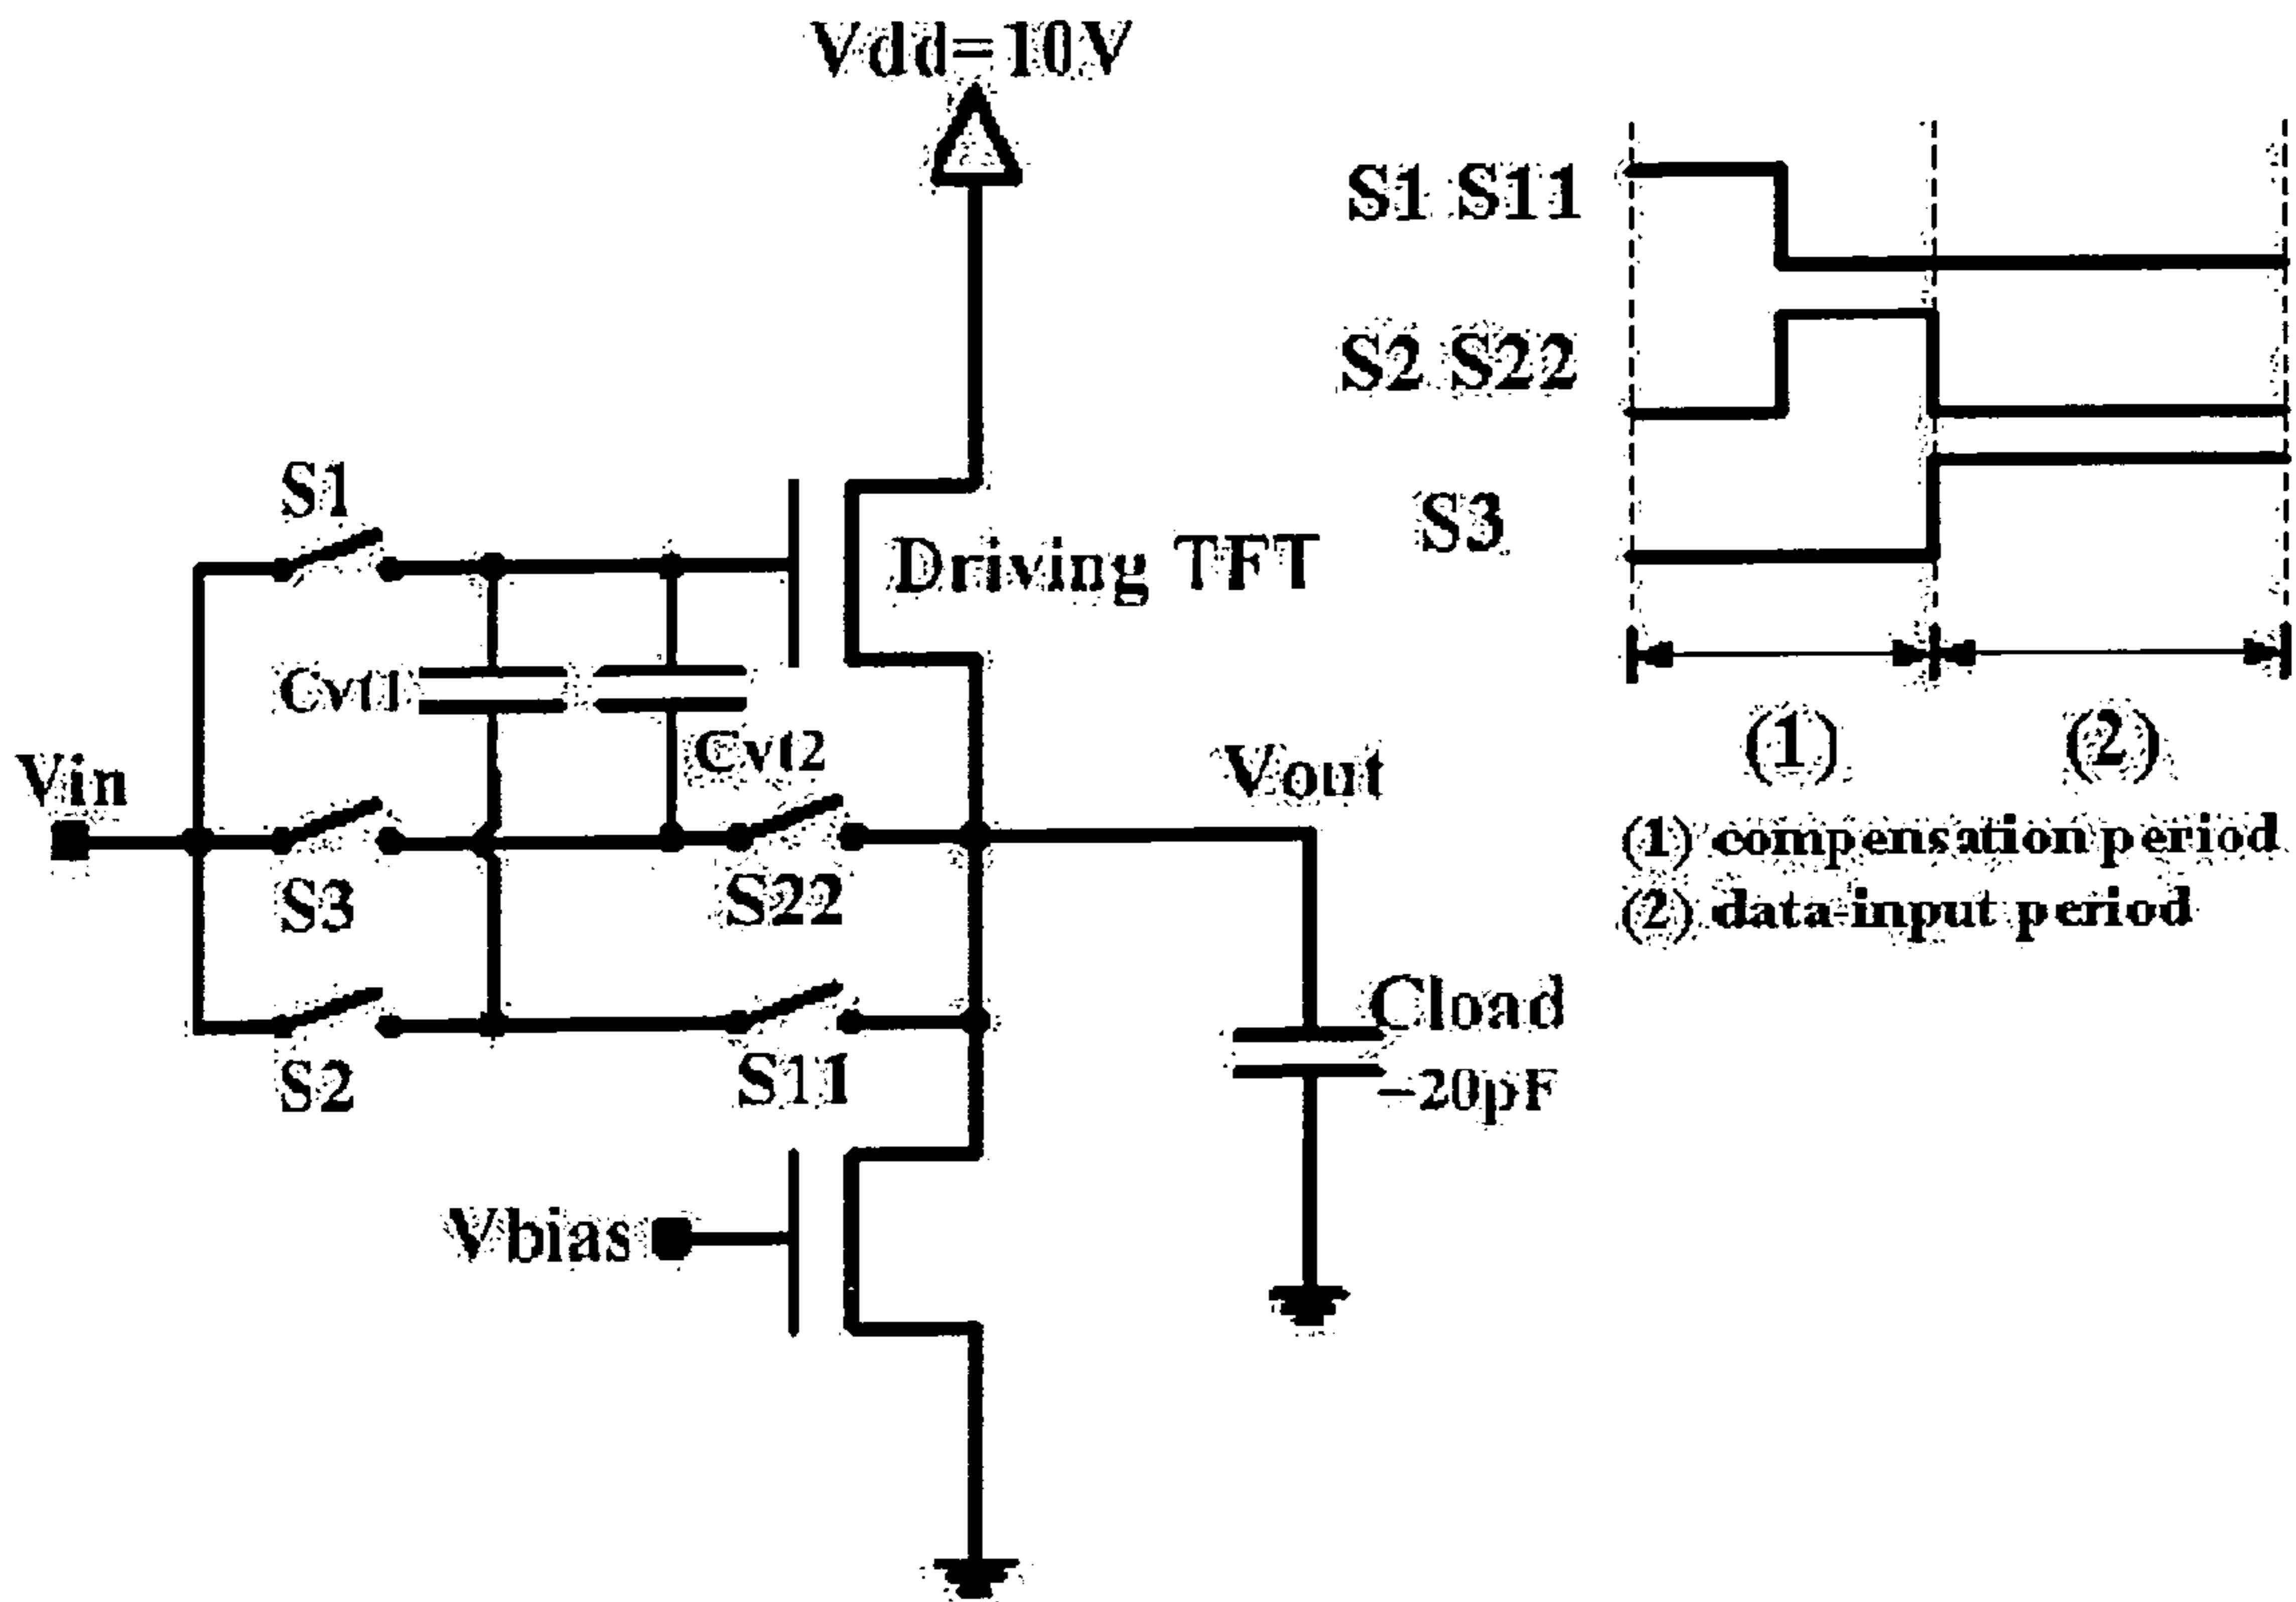 Vdd=10V
S1 S11
S2 S22
S3
S1
Driving TFT
Cvt1
Cvt2
Vin
Vout
S3
S22
(1)
(2)
(1) compensation period
(2) data-input period
Cload
S2
S11
–20pF
Vbias